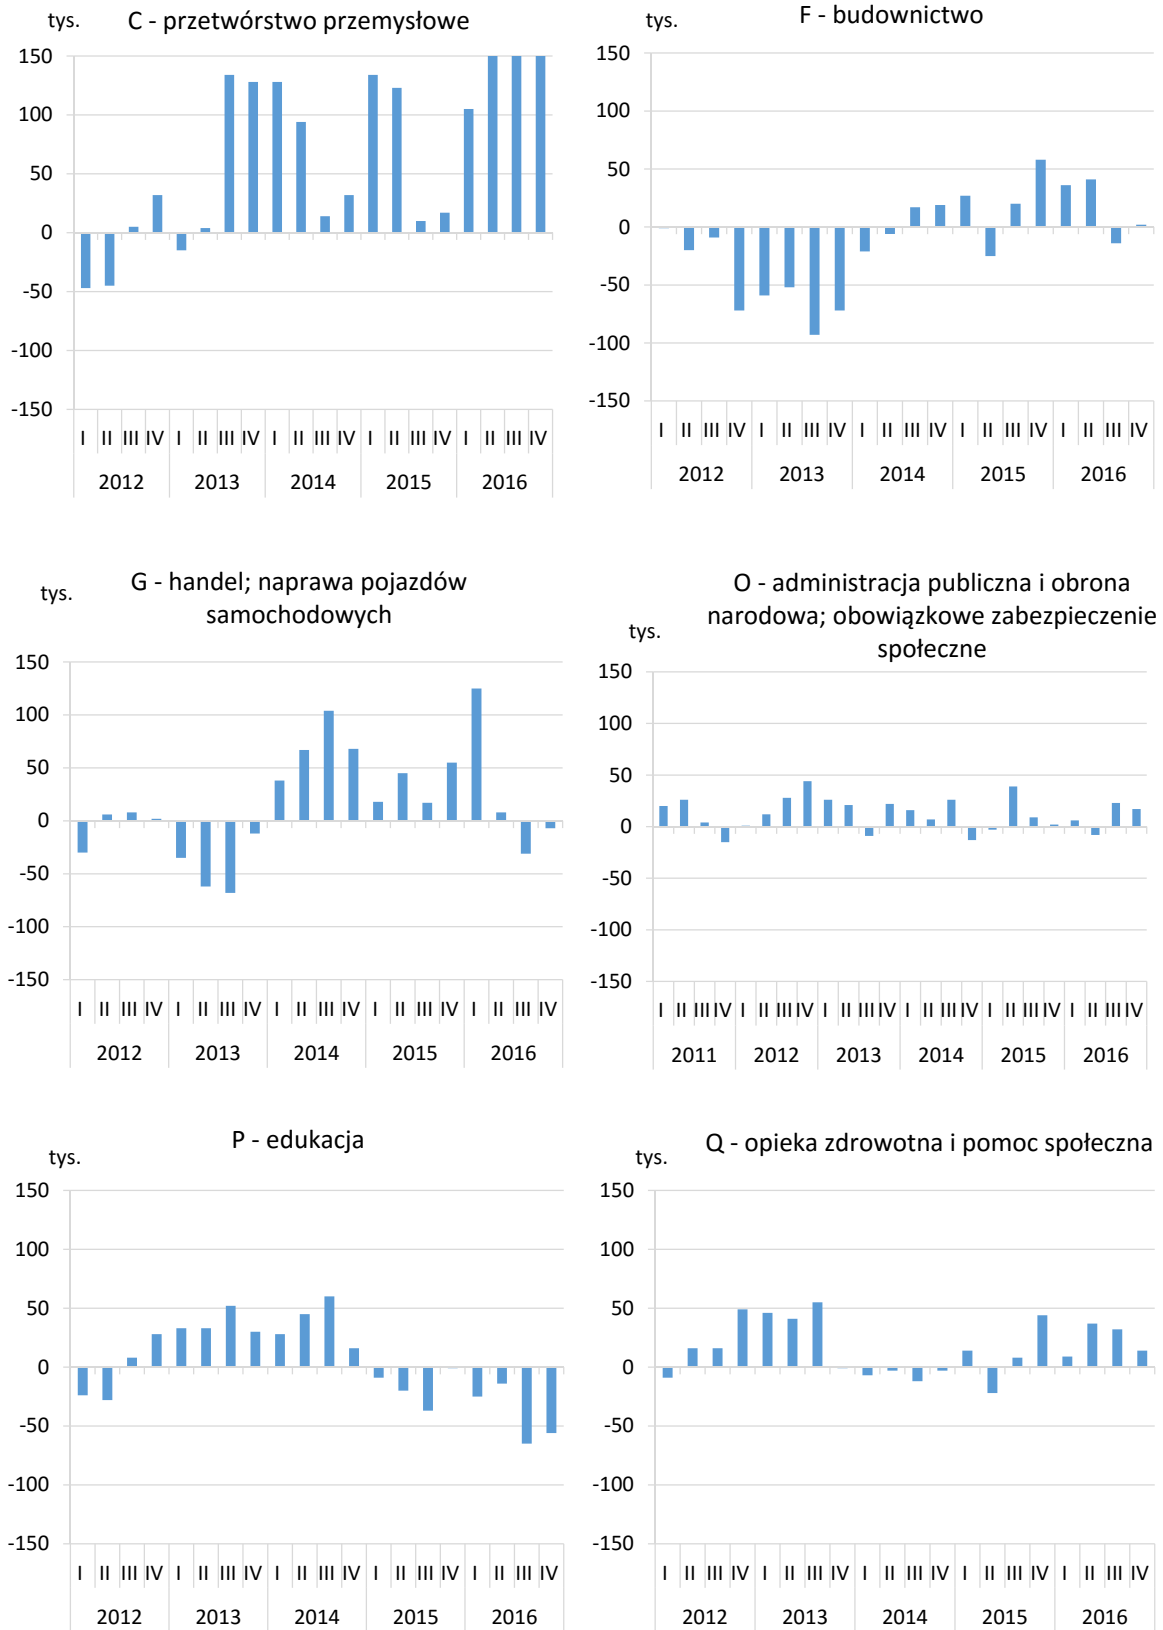 tys.
C - przetwórstwo przemysłowe
150
100
50
0
-50
-100
-150
I II III IV I II III IV I II III IV I II III IV I II III IV
2012 2013 2014 2015 2016
tys.
F - budownictwo
150
100
50
0
-50
-100
-150
I II III IV I II III IV I II III IV I II III IV I II III IV
2012 2013 2014 2015 2016
tys.
G - handel; naprawa pojazdów
samochodowych
150
100
50
0
-50
-100
-150
I II III IV I II III IV I II III IV I II III IV I II III IV
2012 2013 2014 2015 2016
tys.
O - administracja publiczna i obrona
narodowa; obowiązkowe zabezpieczenie
społeczne
150
100
50
0
-50
-100
-150
I II III IV I II III IV I II III IV I II III IV I II III IV I II III IV
2011 2012 2013 2014 2015 2016
tys.
P - edukacja
150
100
50
0
-50
-100
-150
I II III IV I II III IV I II III IV I II III IV I II III IV
2012 2013 2014 2015 2016
tys.
Q - opieka zdrowotna i pomoc społeczna
150
100
50
0
-50
-100
-150
I II III IV I II III IV I II III IV I II III IV I II III IV
2012 2013 2014 2015 2016